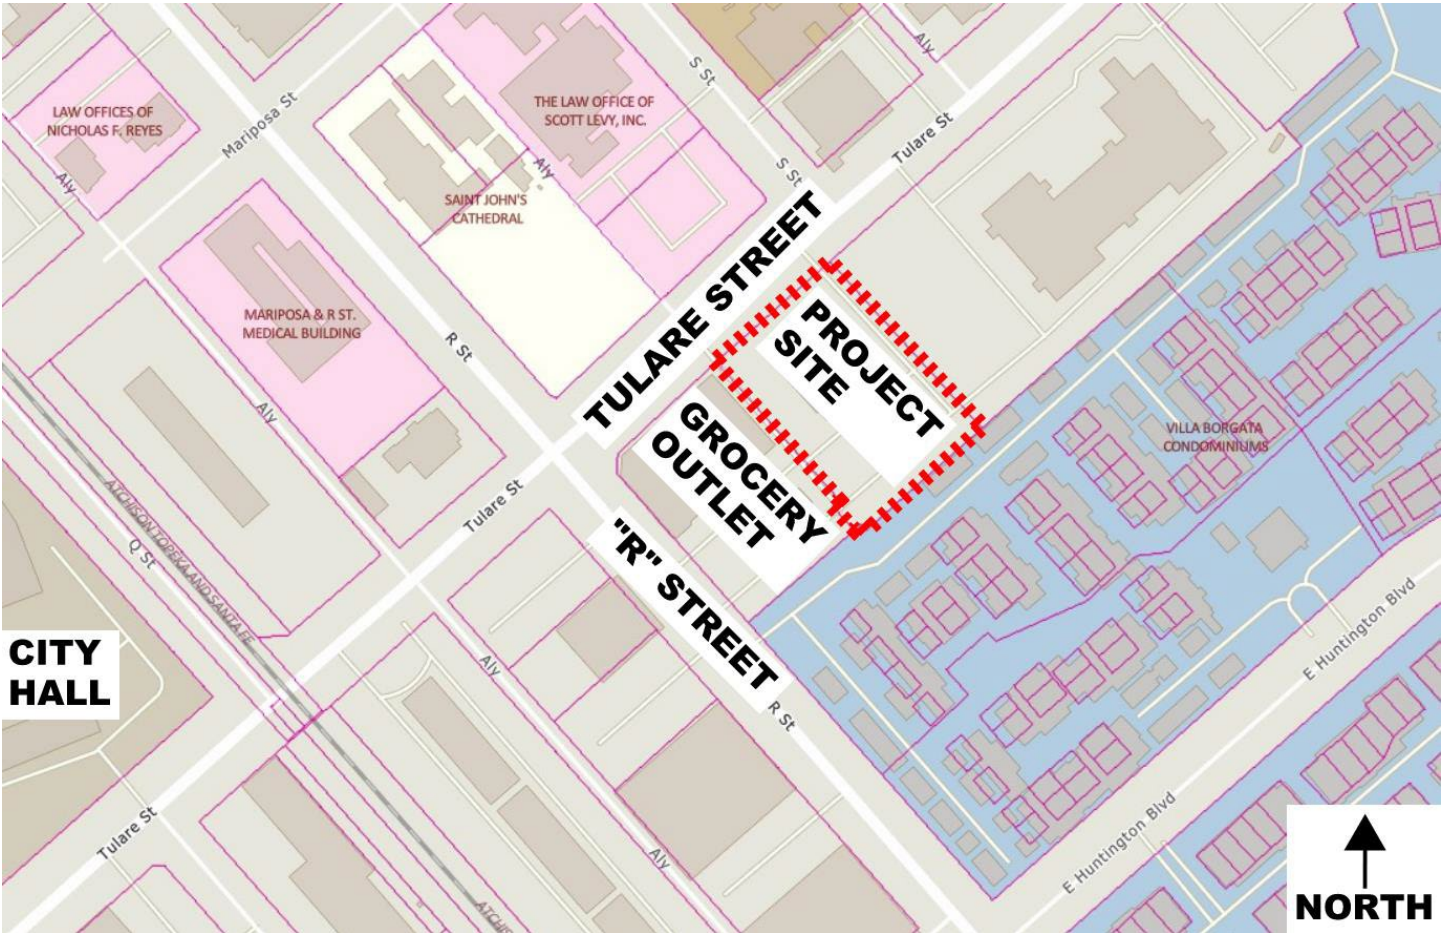 Aly
LAW OFFICES OF
NICHOLAS F. REYES
Mariposa St
THE LAW OFFICE OF
SCOTT LEVY, INC.
S St
Aly
Tulare St
Aly
Aly
SAINT JOHN'S
CATHEDRAL
S St
TULARE STREET
MARIPOSA & R ST.
MEDICAL BUILDING
R St
PROJECT
SITE
GROCERY
OUTLET
VILLA BORGATA
CONDOMINIUMS
Aly
Tulare St
ATCHISON TOPEKA AND SANTA FE
Q St
"R" STREET
CITY
HALL
Aly
R St
E Huntington Blvd
Tulare St
Aly
E Huntington Blvd
NORTH